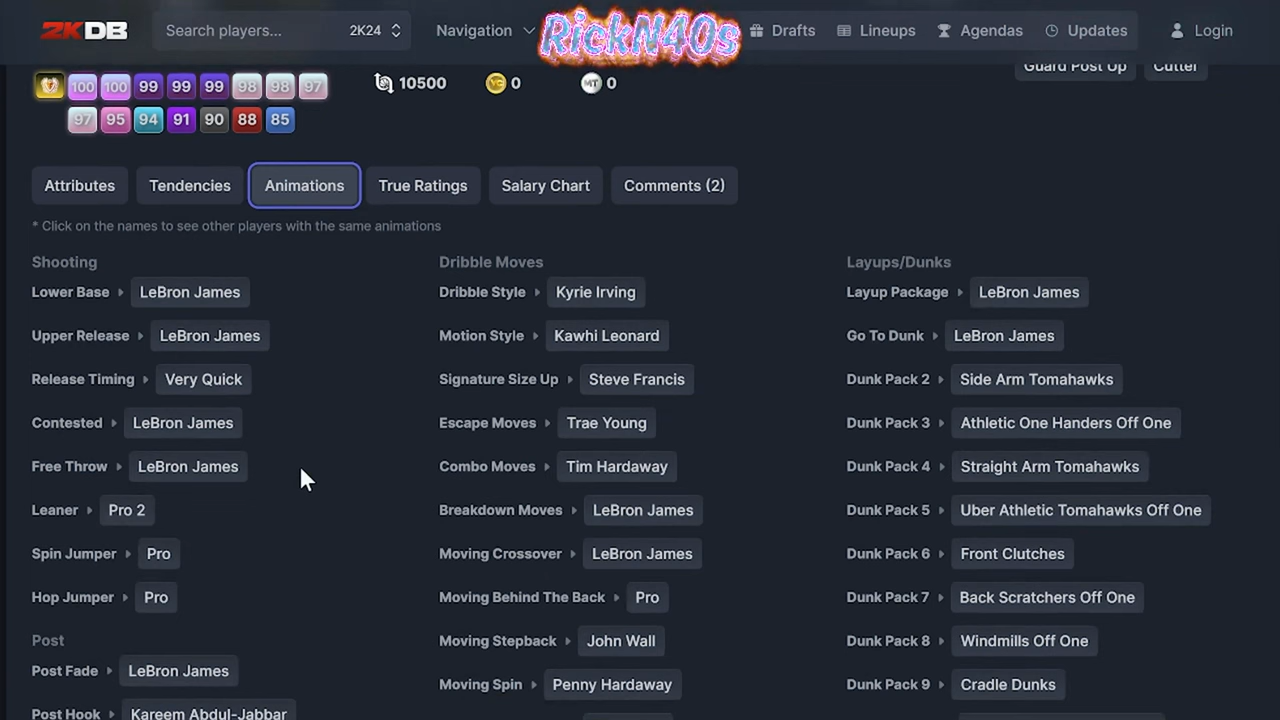 2KDB
Search players...
2K24
Navigation
RickN40s
Drafts
Lineups
Agendas
Updates
Login
100 100 99 99 99 98 98 97
97 95 94 91 90 88 85
10500
VC 0
MT 0
Guard Post Up
Cutter
Attributes
Tendencies
Animations
True Ratings
Salary Chart
Comments (2)
* Click on the names to see other players with the same animations
Shooting
Lower Base LeBron James
Upper Release LeBron James
Release Timing Very Quick
Contested LeBron James
Free Throw LeBron James
Leaner Pro 2
Spin Jumper Pro
Hop Jumper Pro
Post
Post Fade LeBron James
Post Hook Kareem Abdul-Jabbar
Dribble Moves
Dribble Style Kyrie Irving
Motion Style Kawhi Leonard
Signature Size Up Steve Francis
Escape Moves Trae Young
Combo Moves Tim Hardaway
Breakdown Moves LeBron James
Moving Crossover LeBron James
Moving Behind The Back Pro
Moving Stepback John Wall
Moving Spin Penny Hardaway
Layups/Dunks
Layup Package LeBron James
Go To Dunk LeBron James
Dunk Pack 2 Side Arm Tomahawks
Dunk Pack 3 Athletic One Handers Off One
Dunk Pack 4 Straight Arm Tomahawks
Dunk Pack 5 Uber Athletic Tomahawks Off One
Dunk Pack 6 Front Clutches
Dunk Pack 7 Back Scratchers Off One
Dunk Pack 8 Windmills Off One
Dunk Pack 9 Cradle Dunks